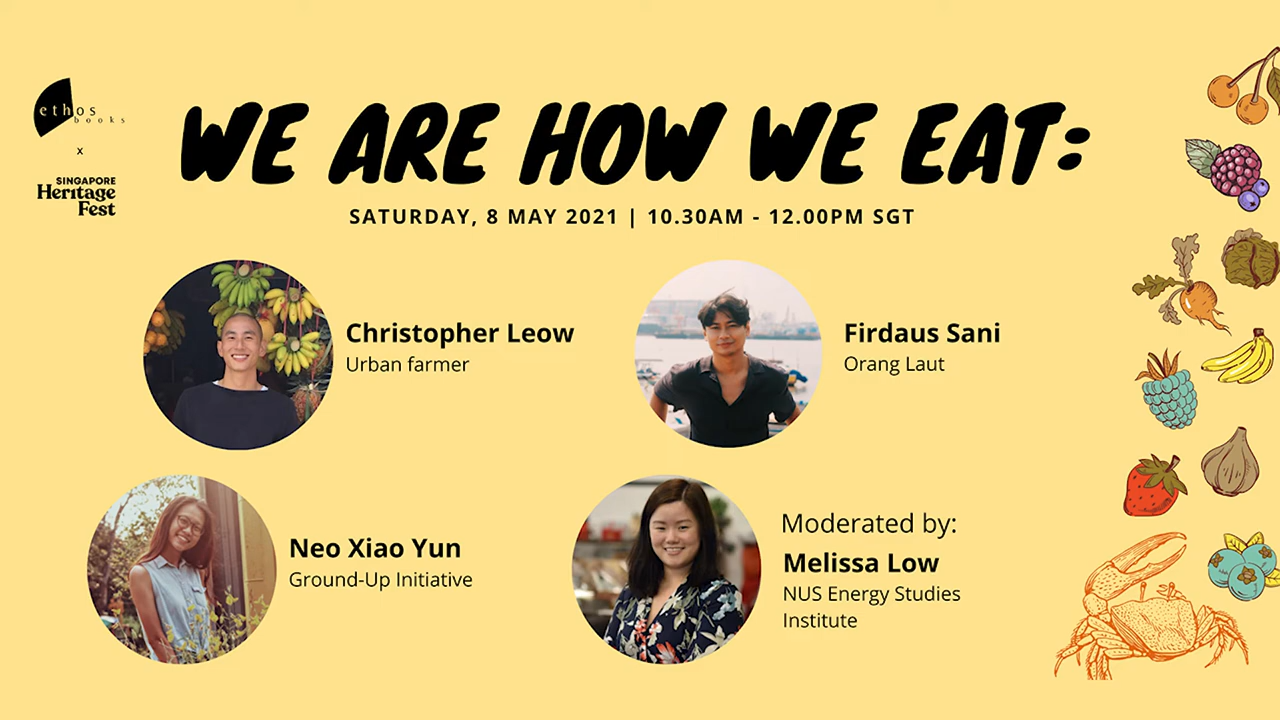 ethos
books
x
SINGAPORE
Heritage
Fest
WE ARE HOW WE EAT:
SATURDAY, 8 MAY 2021 | 10.30AM - 12.00PM SGT
Christopher Leow
Urban farmer
Firdaus Sani
Orang Laut
Neo Xiao Yun
Ground-Up Initiative
Moderated by:
Melissa Low
NUS Energy Studies
Institute